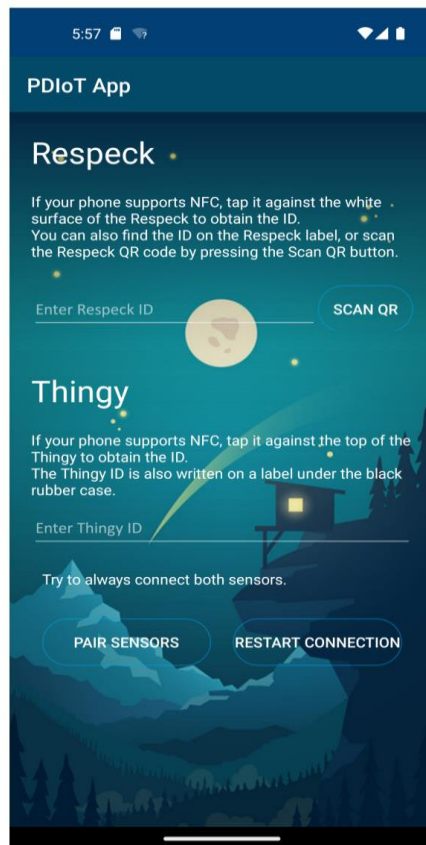 5:57
PDIoT App
Respeck
If your phone supports NFC, tap it against the white
surface of the Respeck to obtain the ID.
You can also find the ID on the Respeck label, or scan
the Respeck QR code by pressing the Scan QR button.
Enter Respeck ID
SCAN QR
Thingy
If your phone supports NFC, tap it against the top of the
Thingy to obtain the ID.
The Thingy ID is also written on a label under the black
rubber case.
Enter Thingy ID
Try to always connect both sensors.
PAIR SENSORS
RESTART CONNECTION